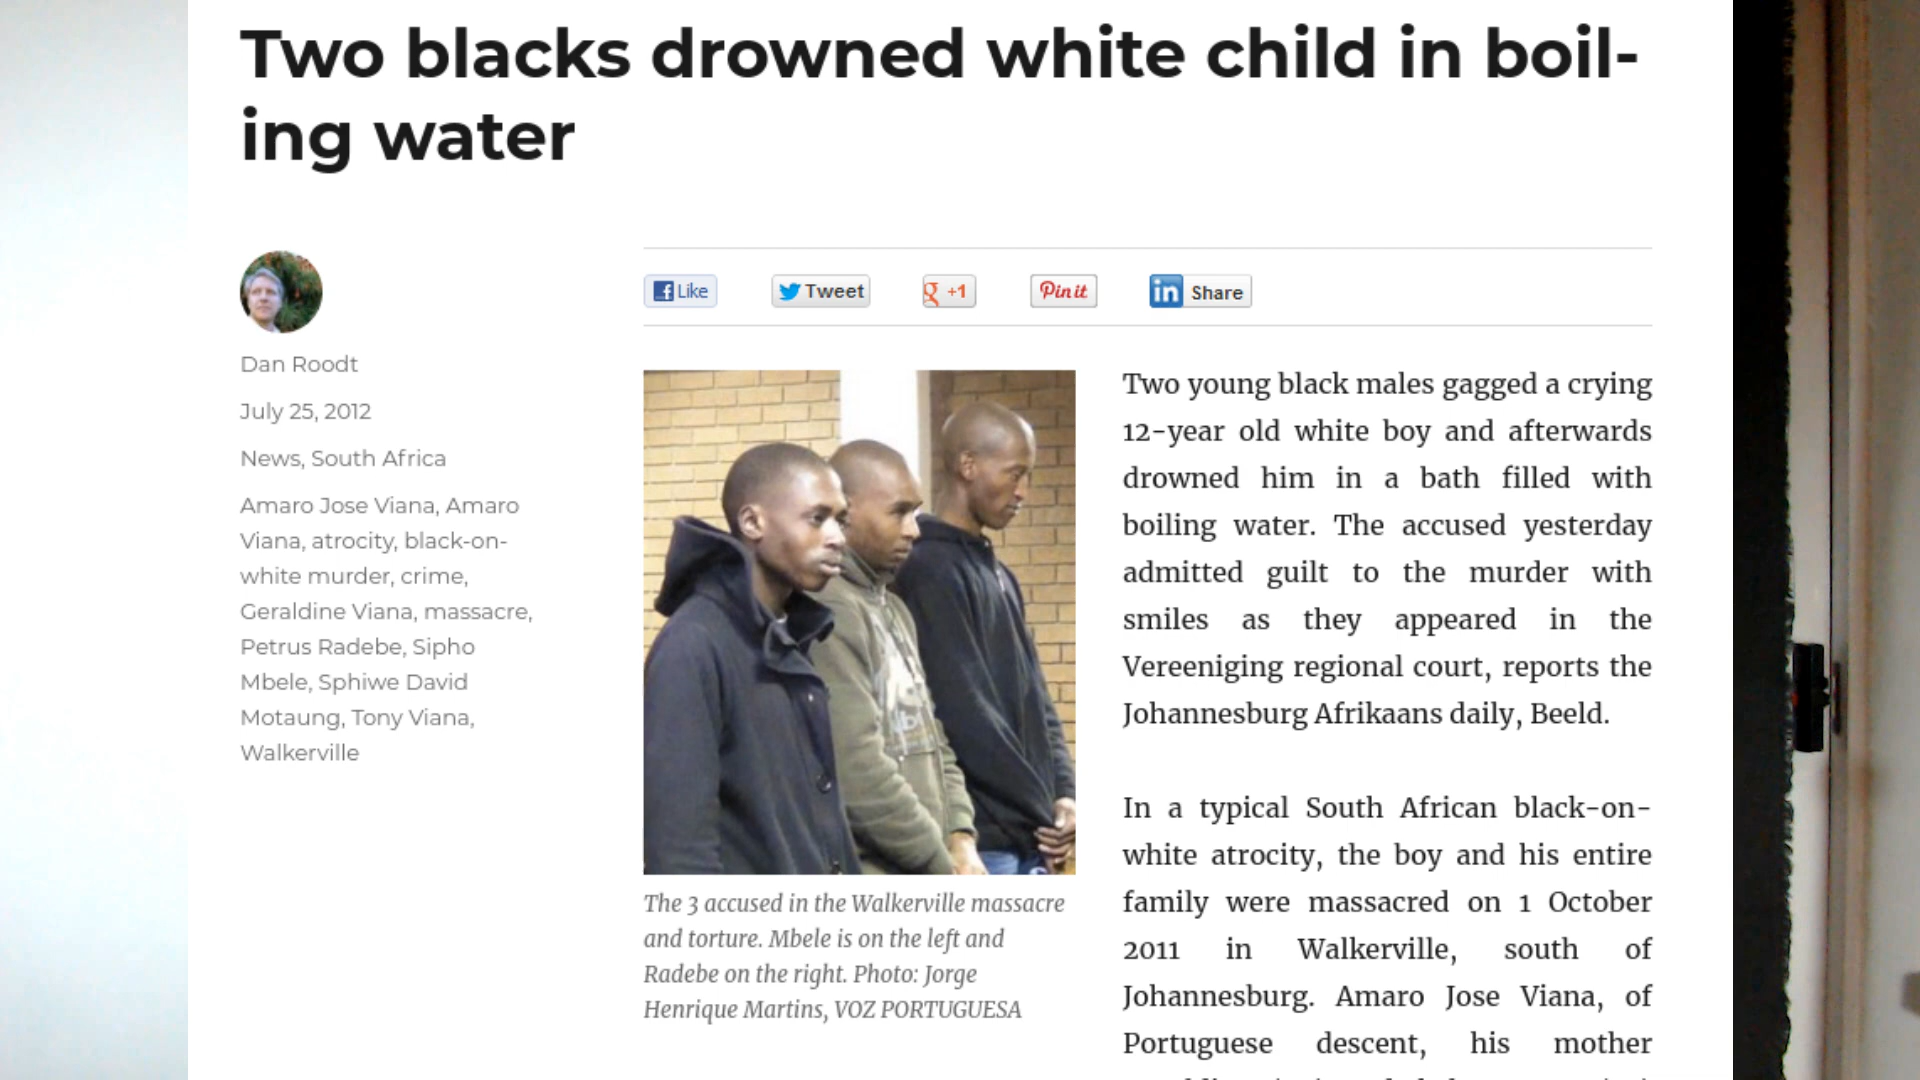 Two blacks drowned white child in boil-
ing water
Like
Tweet
g +1
Pin it
in Share
Dan Roodt
July 25, 2012
News, South Africa
Amaro Jose Viana, Amaro
Viana, atrocity, black-on-
white murder, crime,
Geraldine Viana, massacre,
Petrus Radebe, Sipho
Mbele, Sphiwe David
Motaung, Tony Viana,
Walkerville
The 3 accused in the Walkerville massacre
and torture. Mbele is on the left and
Radebe on the right. Photo: Jorge
Henrique Martins, VOZ PORTUGUESA
Two young black males gagged a crying
12-year old white boy and afterwards
drowned him in a bath filled with
boiling water. The accused yesterday
admitted guilt to the murder with
smiles as they appeared in the
Vereeniging regional court, reports the
Johannesburg Afrikaans daily, Beeld.
In a typical South African black-on-
white atrocity, the boy and his entire
family were massacred on 1 October
2011 in Walkerville, south of
Johannesburg. Amaro Jose Viana, of
Portuguese descent, his mother